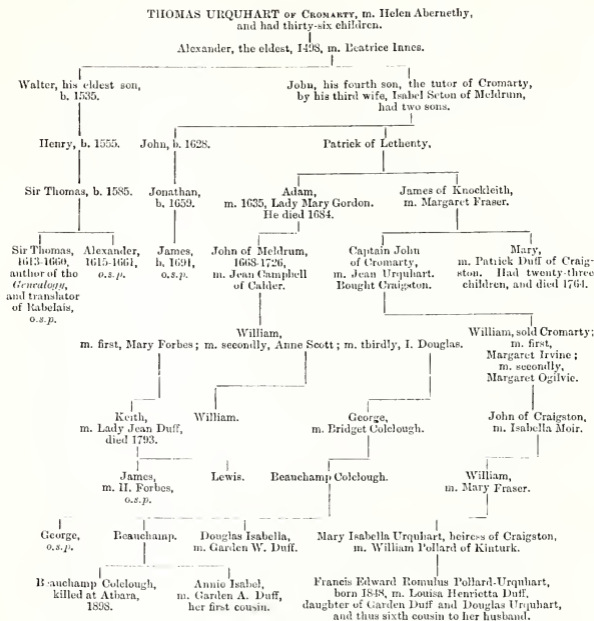 THOMAS URQUHART OF CROMARTY, m. Helen Abernethy,
and had thirty-six children.
Alexander, the eldest, 1498, m. Beatrice Innes.
Walter, his eldest son,
b. 1535.
John, his fourth son, the tutor of Cromarty,
by his third wife, Isabel Seton of Meldrum,
had two sons.
Henry, b. 1555.
John, b. 1628.
Patrick of Lethenty,
Sir Thomas, b. 1585.
Jonathan,
b. 1659.
Adam,
m. 1635, Lady Mary Gordon.
He died 1684.
James of Knockleith,
m. Margaret Fraser.
Sir Thomas,
1613-1660,
author of the
Genealogy,
and translator
of Rabelais,
o.s.p.
Alexander,
1615-1661,
o.s.p.
James,
b. 1691,
o.s.p.
John of Meldrum,
1668-1726,
m. Jean Campbell
of Calder.
Captain John
of Cromarty,
m. Jean Urquhart.
Bought Craigston.
Mary,
m. Patrick Duff of Craig-
ston. Had twenty-three
children, and died 1764.
William,
m. first, Mary Forbes; m. secondly, Anne Scott; m. thirdly, I. Douglas.
William, sold Cromarty;
m. first,
Margaret Irvine;
m. secondly,
Margaret Ogilvie.
Keith,
m. Lady Jean Duff,
died 1793.
William.
George,
m. Bridget Colclough.
John of Craigston,
m. Isabella Moir.
James,
m. H. Forbes,
o.s.p.
Lewis.
Beauchamp Colclough.
William,
m. Mary Fraser.
George,
o.s.p.
Beauchamp.
Douglas Isabella,
m. Garden W. Duff.
Mary Isabella Urquhart, heiress of Craigston,
m. William Pollard of Kinturk.
Beauchamp Colclough,
killed at Atbara,
1898.
Annie Isabel,
m. Garden A. Duff,
her first cousin.
Francis Edward Romulus Pollard-Urquhart,
born 1848, m. Louisa Henrietta Duff,
daughter of Garden Duff and Douglas Urquhart,
and thus sixth cousin to her husband.